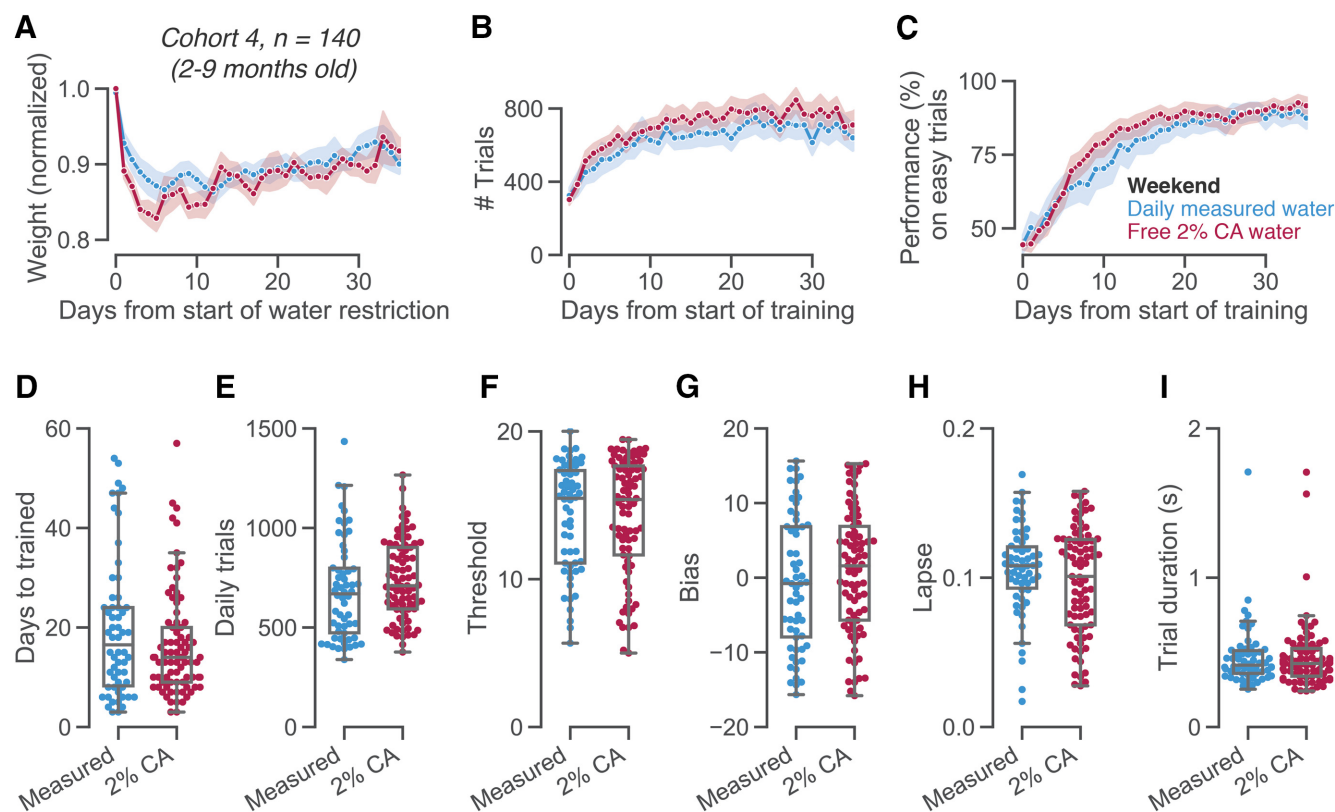 A
Cohort 4, n = 140
(2-9 months old)
Weight (normalized)
1.0
0.9
0.8
0
10
20
30
Days from start of water restriction
B
# Trials
800
400
0
0
10
20
30
Days from start of training
C
Performance (%)
on easy trials
100
75
50
Weekend
Daily measured water
Free 2% CA water
0
10
20
30
Days from start of training
D
Days to trained
60
40
20
0
Measured
2% CA
E
Daily trials
1500
1000
500
0
Measured
2% CA
F
Threshold
20
10
0
Measured
2% CA
G
Bias
20
10
0
−10
−20
Measured
2% CA
H
Lapse
0.2
0.1
0.0
Measured
2% CA
I
Trial duration (s)
2
1
0
Measured
2% CA